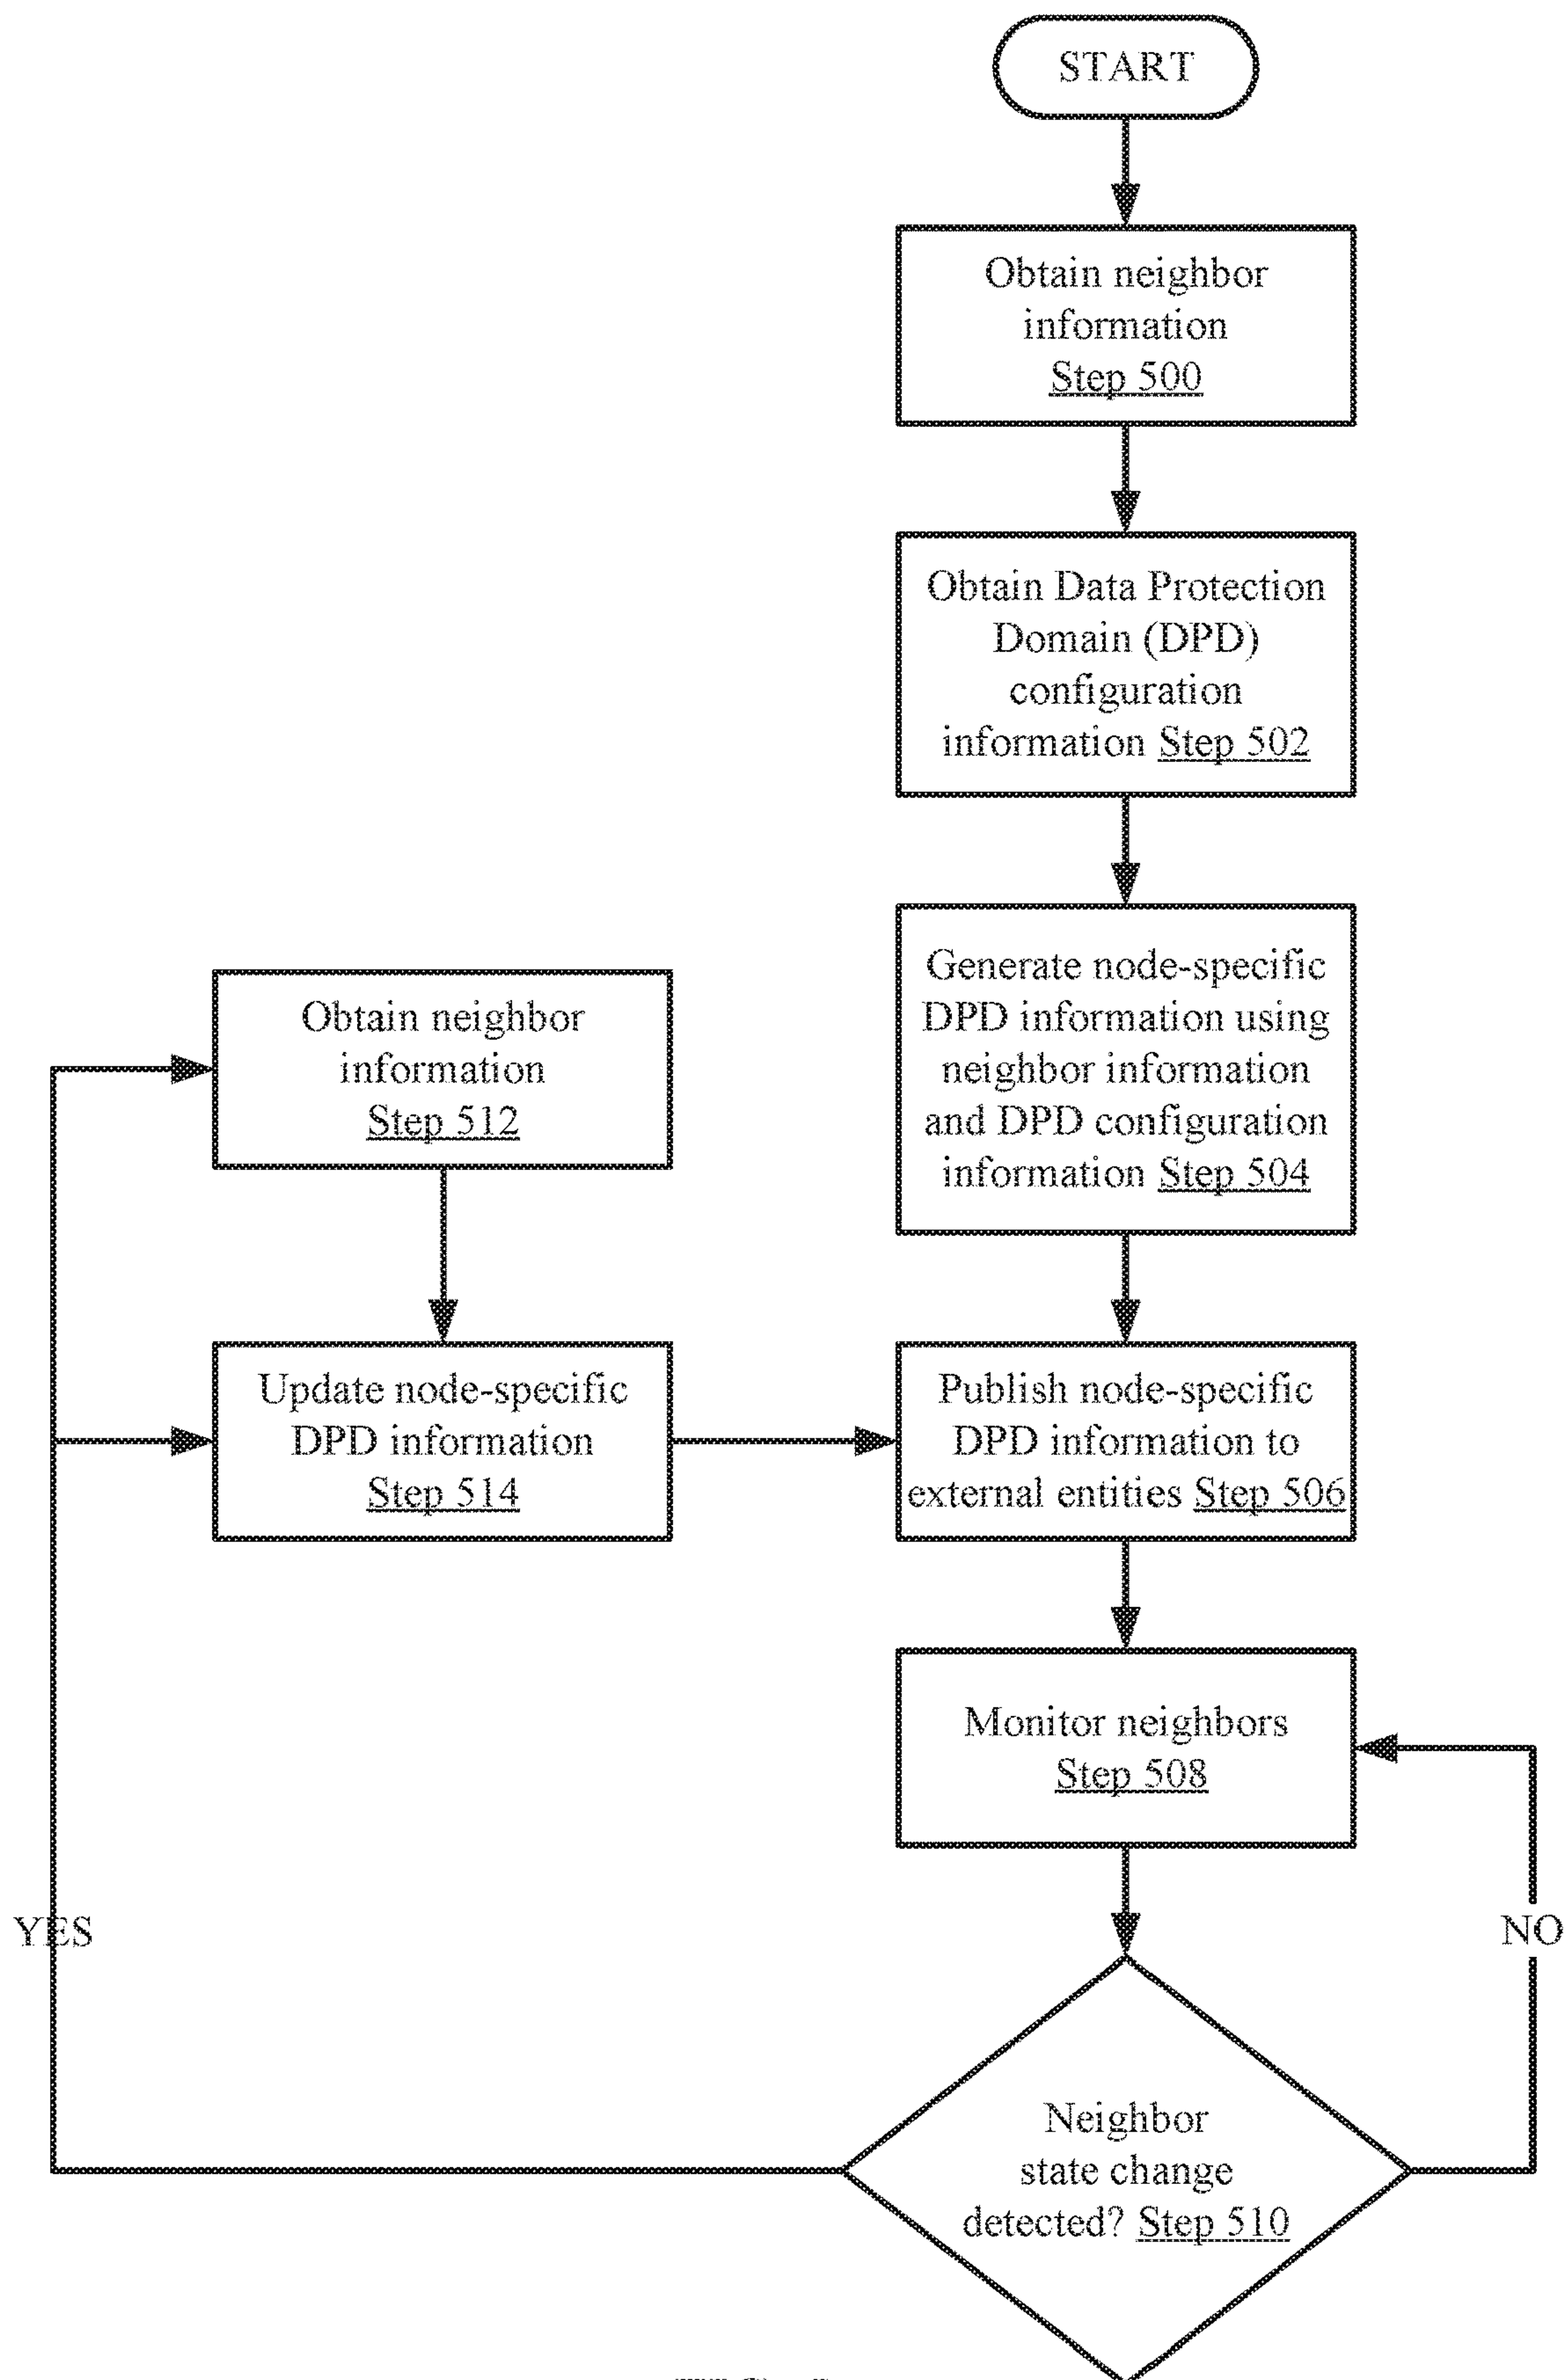 START
Obtain neighbor
information
Step 500
Obtain Data Protection
Domain (DPD)
configuration
information Step 502
Generate node-specific
DPD information using
neighbor information
and DPD configuration
information Step 504
Obtain neighbor
information
Step 512
Update node-specific
DPD information
Step 514
Publish node-specific
DPD information to
external entities Step 506
Monitor neighbors
Step 508
YES
NO
Neighbor
state change
detected? Step 510